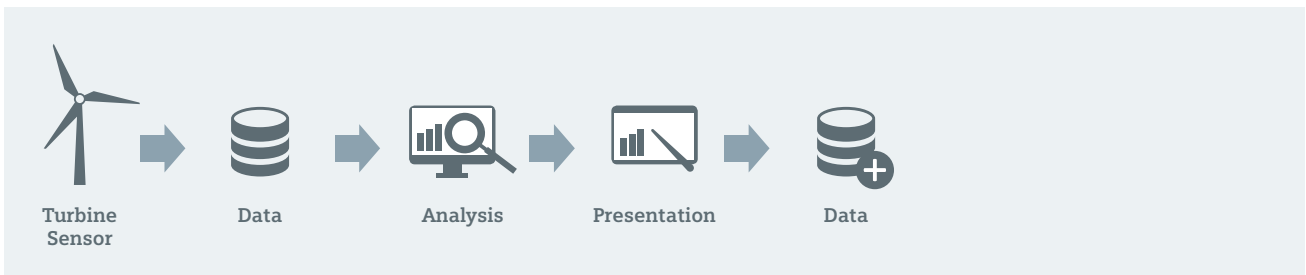 Turbine
Sensor
Data
Analysis
Presentation
Data